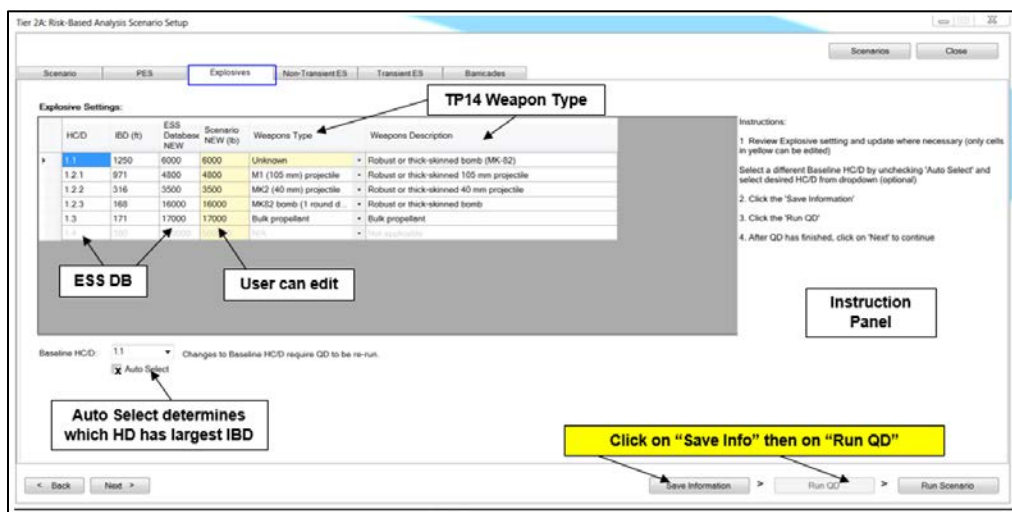 Tier 2A: Risk-Based Analysis Scenario Setup
Scenarios Close
Scenario PES Explosives Non-Transient ES Transient ES Barricades
TP14 Weapon Type
Explosive Settings:
HC/D IBD (ft) ESS Database NEW Scenario NEW (lb) Weapons Type Weapons Description
1.1 1250 6000 6000 Unknown Robust or thick-skinned bomb (MK-82)
1.2.1 971 4800 4800 M1 (105 mm) projectile Robust or thick-skinned 105 mm projectile
1.2.2 316 3500 3500 MK2 (40 mm) projectile Robust or thick-skinned 40 mm projectile
1.2.3 168 16000 16000 MK82 bomb (1 round d... Robust or thick-skinned bomb
1.3 171 17000 17000 Bulk propellant Bulk propellant
N/A Not applicable
Instructions:
1 Review Explosive setting and update where necessary (only cells
in yellow can be edited)
Select a different Baseline HC/D by unchecking 'Auto Select' and
select desired HC/D from dropdown (optional)
2. Click the 'Save Information'
3. Click the 'Run QD'
4. After QD has finished, click on 'Next' to continue
ESS DB
User can edit
Instruction
Panel
Baseline HC/D: 1.1 Changes to Baseline HC/D require QD to be re-run.
X Auto Select
Auto Select determines
which HD has largest IBD
Click on “Save Info” then on “Run QD”
< Back Next > Save Information > Run QD > Run Scenario